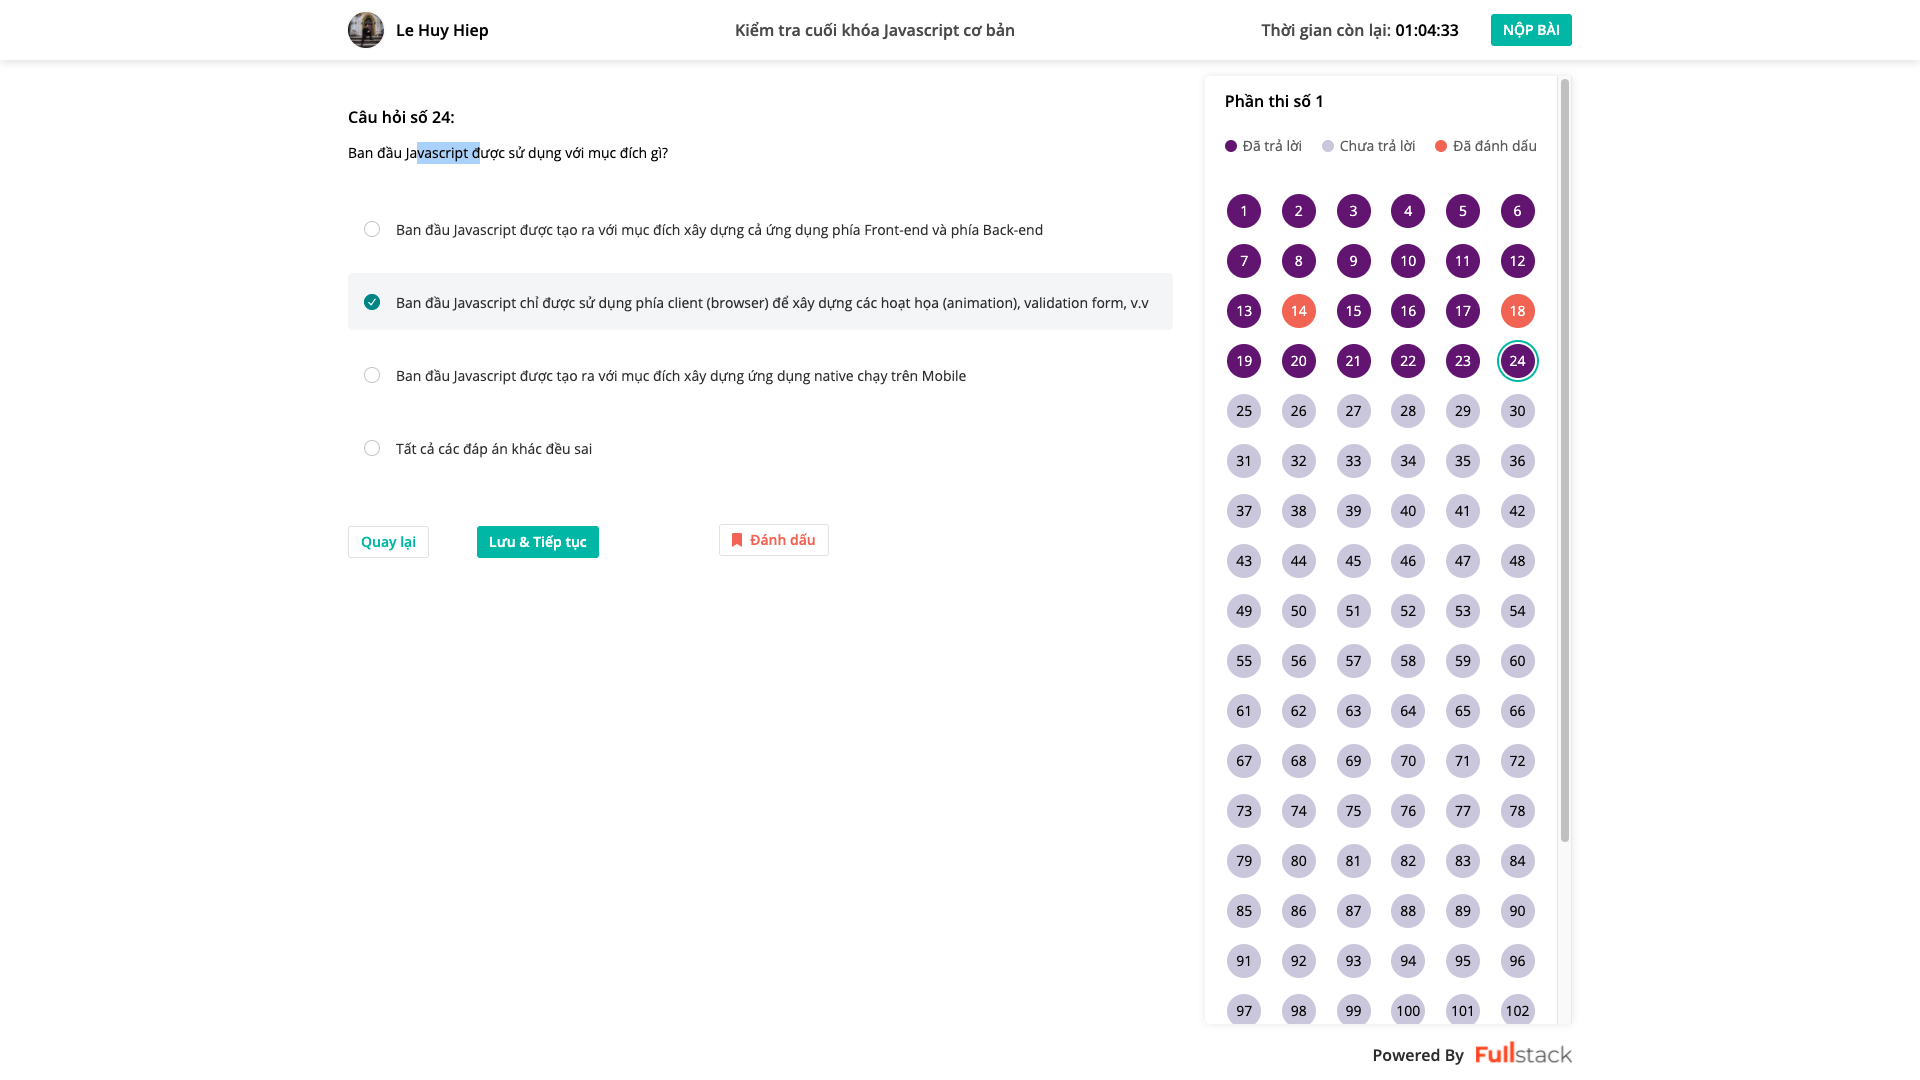 Le Huy Hiep
Kiểm tra cuối khóa Javascript cơ bản
Thời gian còn lại: 01:04:33
NỘP BÀI
Câu hỏi số 24:
Ban đầu Javascript được sử dụng với mục đích gì?
Ban đầu Javascript được tạo ra với mục đích xây dựng cả ứng dụng phía Front-end và phía Back-end
Ban đầu Javascript chỉ được sử dụng phía client (browser) để xây dựng các hoạt họa (animation), validation form, v.v
Ban đầu Javascript được tạo ra với mục đích xây dựng ứng dụng native chạy trên Mobile
Tất cả các đáp án khác đều sai
Quay lại
Lưu & Tiếp tục
Đánh dấu
Phần thi số 1
Đã trả lời Chưa trả lời Đã đánh dấu
1 2 3 4 5 6
7 8 9 10 11 12
13 14 15 16 17 18
19 20 21 22 23 24
25 26 27 28 29 30
31 32 33 34 35 36
37 38 39 40 41 42
43 44 45 46 47 48
49 50 51 52 53 54
55 56 57 58 59 60
61 62 63 64 65 66
67 68 69 70 71 72
73 74 75 76 77 78
79 80 81 82 83 84
85 86 87 88 89 90
91 92 93 94 95 96
97 98 99 100 101 102
Powered By Fullstack